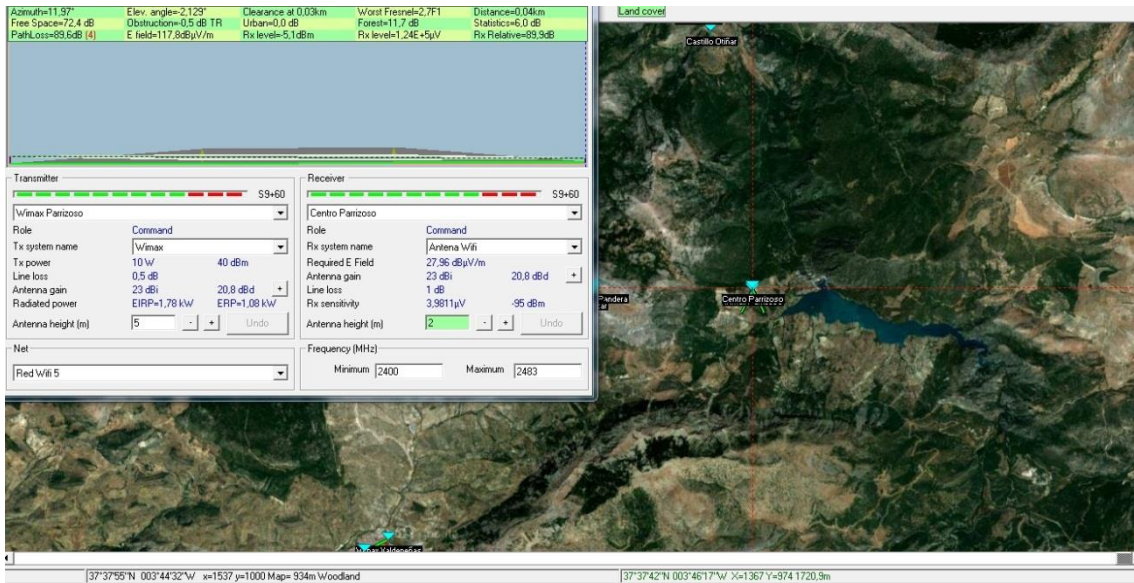 Azimuth=11,97° Elev. angle=-2,129° Clearance at 0,03km Worst Fresnel=2,7F1 Distance=0,04km
Free Space=72,4 dB Obstruction=-0,5 dB TR Urban=0,0 dB Forest=11,7 dB Statistics=6,0 dB
PathLoss=89,6dB (4) E field=117,8dBµV/m Rx level=-5,1dBm Rx level=1,24E+5µV Rx Relative=89,9dB
Land cover
Castillo Otiñar
Transmitter
S9+60
Wimax Parrizoso
Role Command
Tx system name Wimax
Tx power 10 W 40 dBm
Line loss 0,5 dB
Antenna gain 23 dBi 20,8 dBd +
Radiated power EIRP=1,78 kW ERP=1,08 kW
Antenna height (m) 5 - + Undo
Net
Red Wifi 5
Receiver
S9+60
Centro Parrizoso
Role Command
Rx system name Antena Wifi
Required E Field 27,96 dBµV/m
Antenna gain 23 dBi 20,8 dBd +
Line loss 1 dB
Rx sensitivity 3,9811µV -95 dBm
Antenna height (m) 2 - + Undo
Frequency (MHz)
Minimum 2400 Maximum 2483
Pandera
Centro Parrizoso
Valdepeñas
37°37'55"N 003°44'32"W x=1537 y=1000 Map= 934m Woodland
37°37'42"N 003°46'17"W X=1367 Y=974 1720,9m